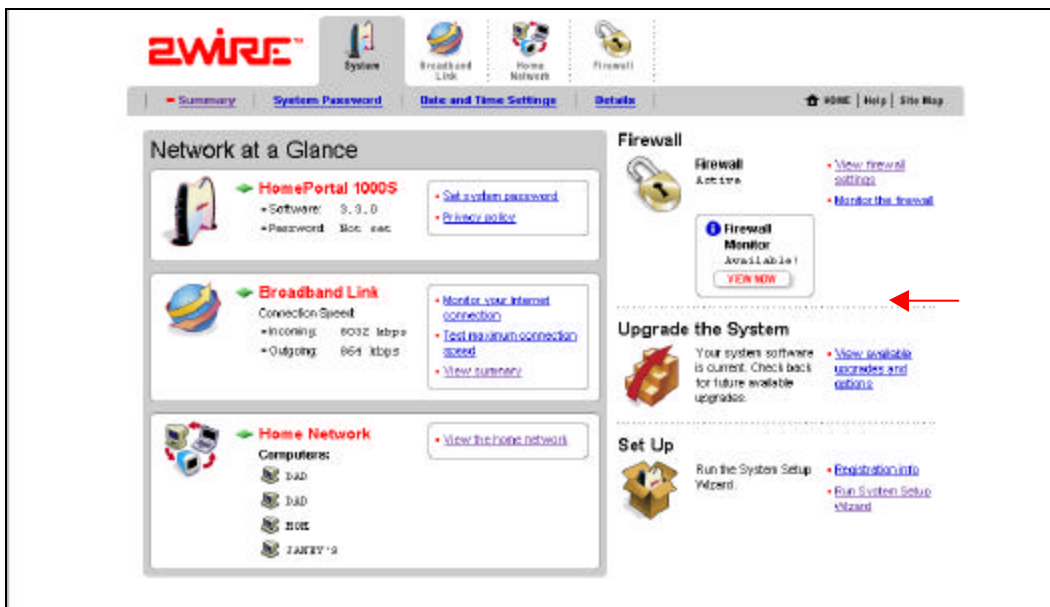 2WIRE™
System
Broadband Link
Home Network
Firewall
Summary
System Password
Date and Time Settings
Details
HOME | Help | Site Map
Network at a Glance
HomePortal 1000S
Software: 3.3.0
Password: Not set
Set system password
Privacy policy
Broadband Link
Connection Speed:
Incoming: 8032 kbps
Outgoing: 864 kbps
Monitor your Internet
connection
Test maximum connection
speed
View summary
Home Network
Computers:
DAD
DAD
MOM
JANEY'S
View the home network
Firewall
Firewall
Active
View firewall
settings
Monitor the firewall
Firewall
Monitor
Available!
VIEW NOW
Upgrade the System
Your system software
is current. Check back
for future available
upgrades.
View available
upgrades and
options
Set Up
Run the System Setup
Wizard.
Registration info
Run System Setup
Wizard